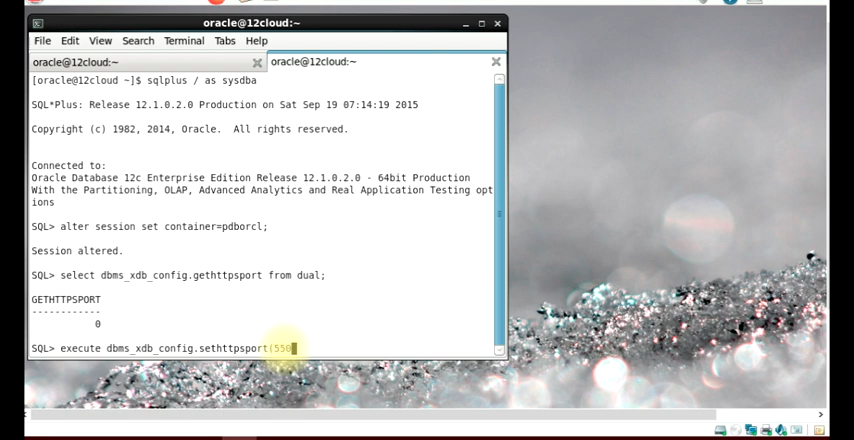 oracle@12cloud:~
File Edit View Search Terminal Tabs Help
oracle@12cloud:~ oracle@12cloud:~
[oracle@12cloud ~]$ sqlplus / as sysdba
SQL*Plus: Release 12.1.0.2.0 Production on Sat Sep 19 07:14:19 2015
Copyright (c) 1982, 2014, Oracle.  All rights reserved.
Connected to:
Oracle Database 12c Enterprise Edition Release 12.1.0.2.0 - 64bit Production
With the Partitioning, OLAP, Advanced Analytics and Real Application Testing opt
ions
SQL> alter session set container=pdborcl;
Session altered.
SQL> select dbms_xdb_config.gethttpsport from dual;
GETHTTPSPORT
------------
0
SQL> execute dbms_xdb_config.sethttpsport(550